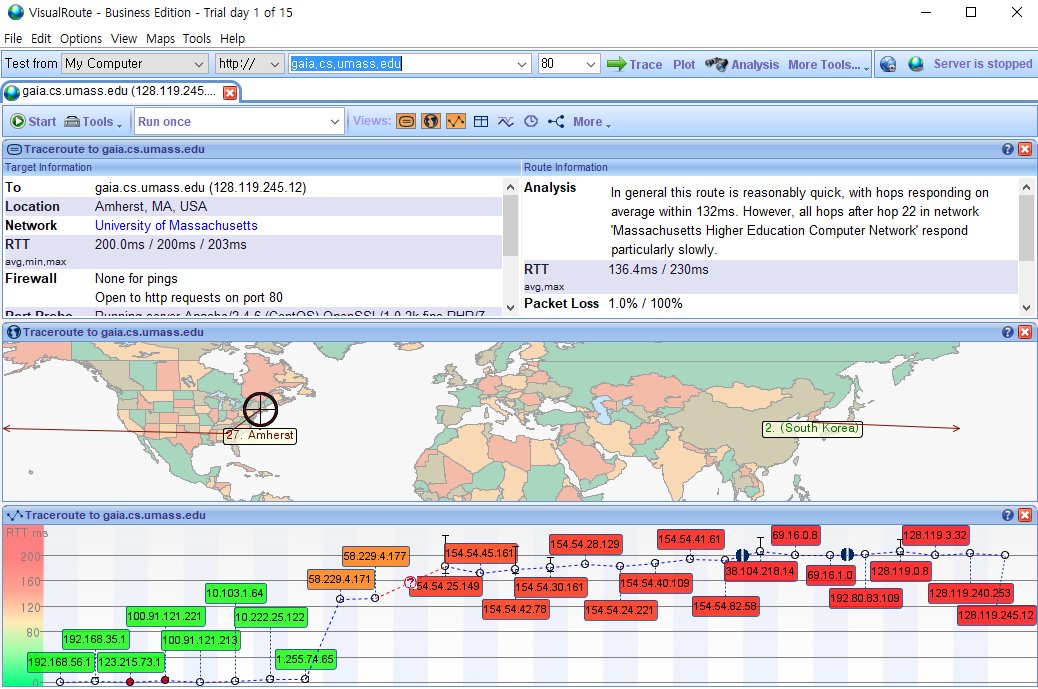 VisualRoute - Business Edition - Trial day 1 of 15
File Edit Options View Maps Tools Help
Test from My Computer http:// gaia.cs.umass.edu 80 Trace Plot Analysis More Tools... Server is stopped
gaia.cs.umass.edu (128.119.245....
Start Tools Run once Views: More
Traceroute to gaia.cs.umass.edu
Target Information
To gaia.cs.umass.edu (128.119.245.12)
Location Amherst, MA, USA
Network University of Massachusetts
RTT 200.0ms / 200ms / 203ms
avg,min,max
Firewall None for pings
Open to http requests on port 80
Port Probe Running server Apache/2.4.6 (CentOS) OpenSSL/1.0.2k-fips PHP/7
Route Information
Analysis In general this route is reasonably quick, with hops responding on
average within 132ms. However, all hops after hop 22 in network
'Massachusetts Higher Education Computer Network' respond
particularly slowly.
RTT 136.4ms / 230ms
avg,max
Packet Loss 1.0% / 100%
Traceroute to gaia.cs.umass.edu
27. Amherst
2. (South Korea)
Traceroute to gaia.cs.umass.edu
RTT ms
200
160
120
80
0
192.168.56.1
192.168.35.1
123.215.73.1
100.91.121.221
100.91.121.213
10.103.1.64
10.222.25.122
1.255.74.65
58.229.4.171
58.229.4.177
?
154.54.25.149
154.54.45.161
154.54.42.78
154.54.30.161
154.54.28.129
154.54.24.221
154.54.40.109
154.54.41.61
154.54.82.58
38.104.218.14
69.16.0.8
69.16.1.0
192.80.83.109
128.119.0.8
128.119.3.32
128.119.240.253
128.119.245.12